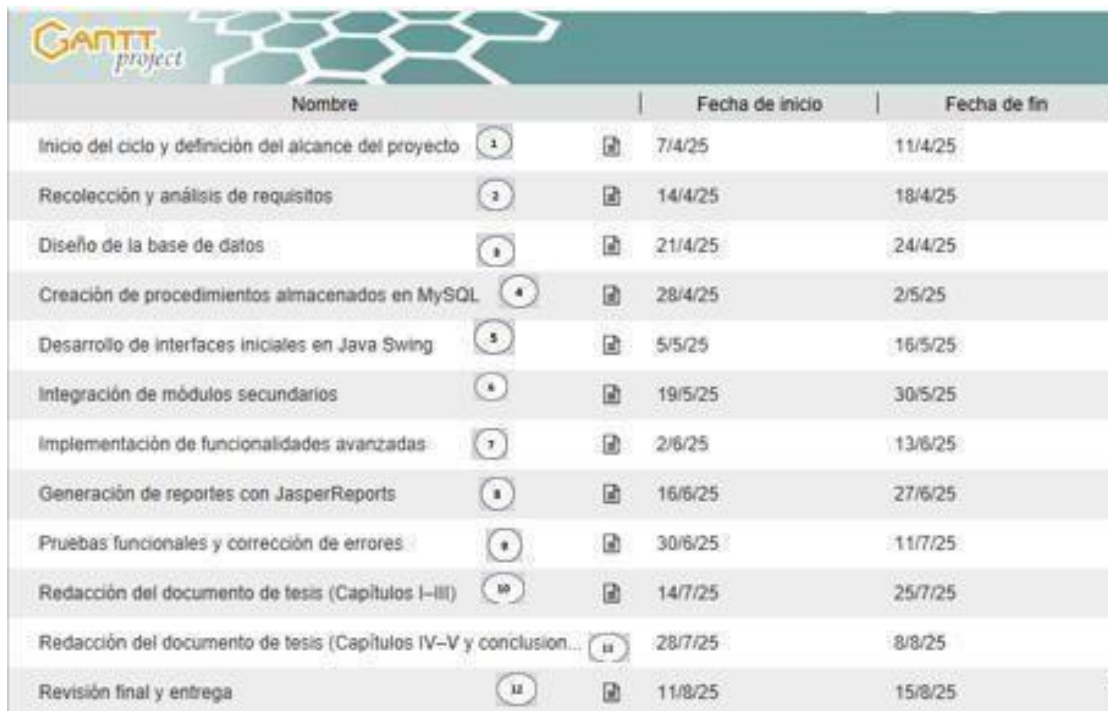 GANTT
project
Nombre Fecha de inicio Fecha de fin
Inicio del ciclo y definición del alcance del proyecto 1 7/4/25 11/4/25
Recolección y análisis de requisitos 2 14/4/25 18/4/25
Diseño de la base de datos 3 21/4/25 24/4/25
Creación de procedimientos almacenados en MySQL 4 28/4/25 2/5/25
Desarrollo de interfaces iniciales en Java Swing 5 5/5/25 16/5/25
Integración de módulos secundarios 6 19/5/25 30/5/25
Implementación de funcionalidades avanzadas 7 2/6/25 13/6/25
Generación de reportes con JasperReports 8 16/6/25 27/6/25
Pruebas funcionales y corrección de errores 9 30/6/25 11/7/25
Redacción del documento de tesis (Capítulos I–III) 10 14/7/25 25/7/25
Redacción del documento de tesis (Capítulos IV–V y conclusion... 11 28/7/25 8/8/25
Revisión final y entrega 12 11/8/25 15/8/25